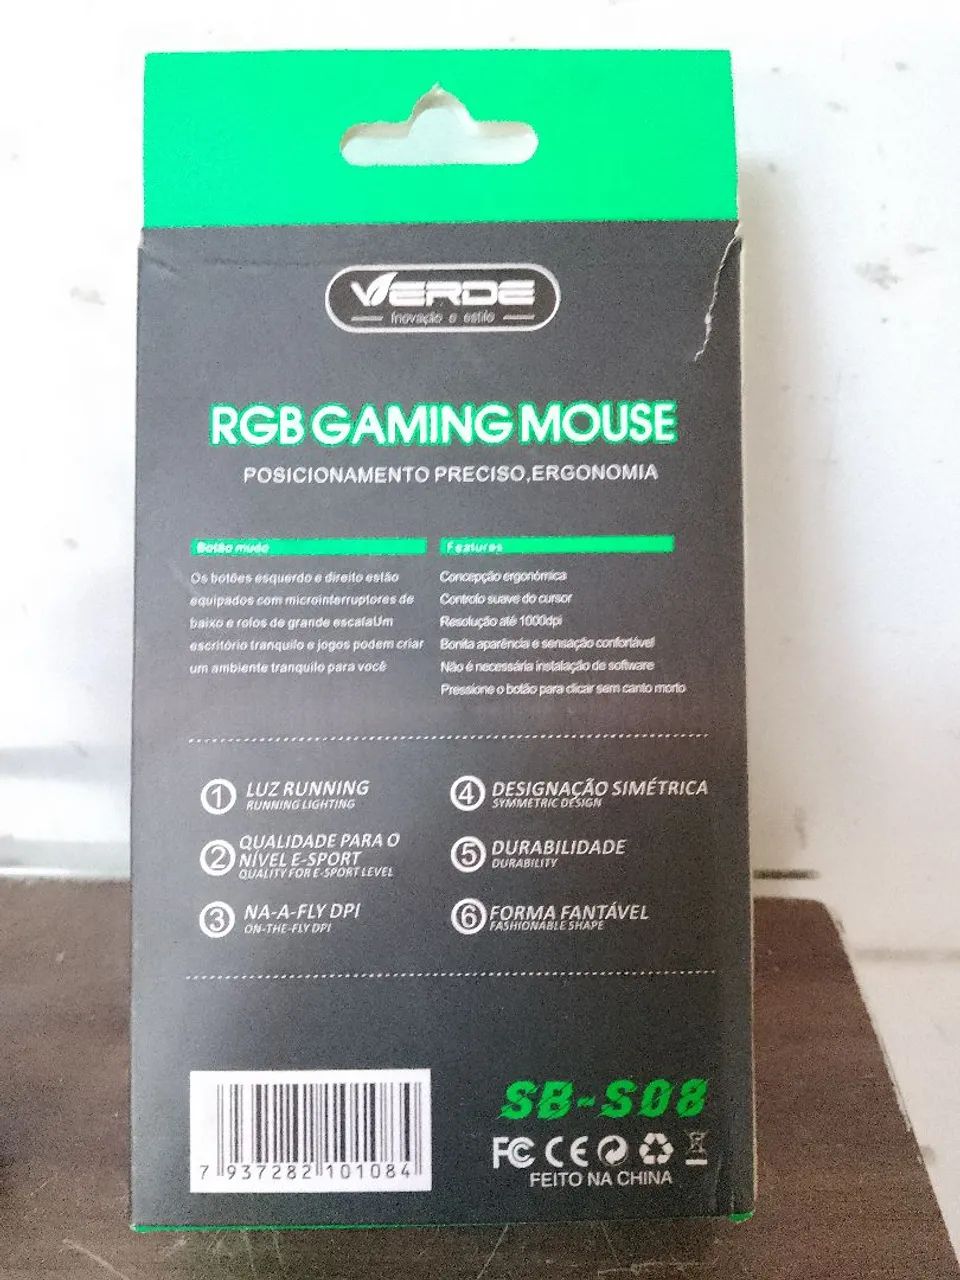 VERDE
Inovação e estilo
RGB GAMING MOUSE
POSICIONAMENTO PRECISO,ERGONOMIA
Botão mudo
Os botões esquerdo e direito estão
equipados com microinterruptores de
baixo e rolos de grande escalaUm
escritório tranquilo e jogos podem criar
um ambiente tranquilo para você
Features
Concepção ergonómica
Controlo suave do cursor
Resolução até 1000dpi
Bonita aparência e sensação confortável
Não é necessária instalação de software
Pressione o botão para clicar sem canto morto
1 LUZ RUNNING
RUNNING LIGHTING
2 QUALIDADE PARA O
NÍVEL E-SPORT
QUALITY FOR E-SPORT LEVEL
3 NA-A-FLY DPI
ON-THE-FLY DPI
4 DESIGNAÇÃO SIMÉTRICA
SYMMETRIC DESIGN
5 DURABILIDADE
DURABILITY
6 FORMA FANTÁVEL
FASHIONABLE SHAPE
7 937282 101084
SB-S08
FC CE
FEITO NA CHINA